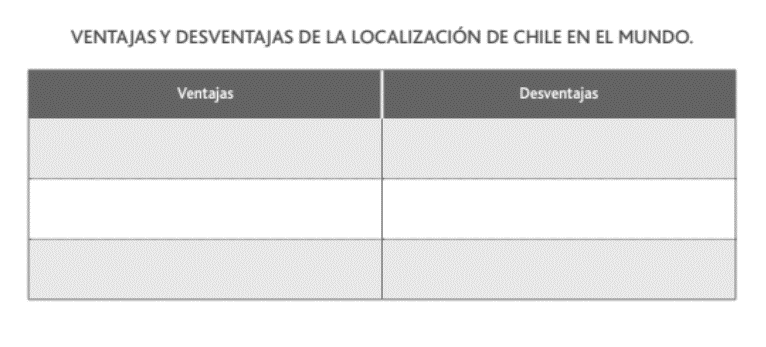 VENTAJAS Y DESVENTAJAS DE LA LOCALIZACIÓN DE CHILE EN EL MUNDO.
Ventajas
Desventajas